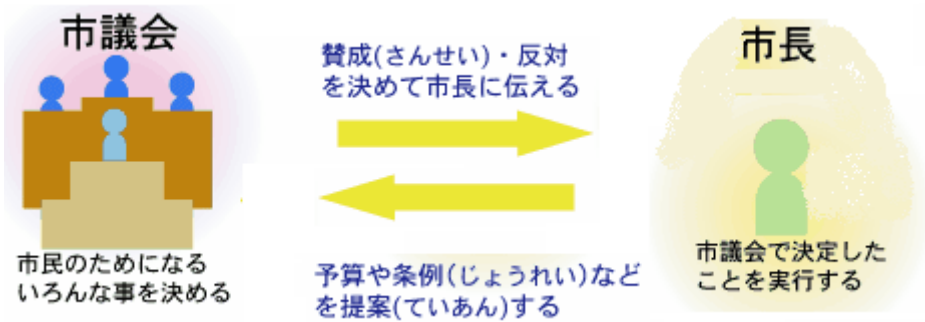 市議会
市民のためになる
いろんな事を決める
賛成(さんせい)・反対
を決めて市長に伝える
予算や条例(じょうれい)など
を提案(ていあん)する
市長
市議会で決定した
ことを実行する